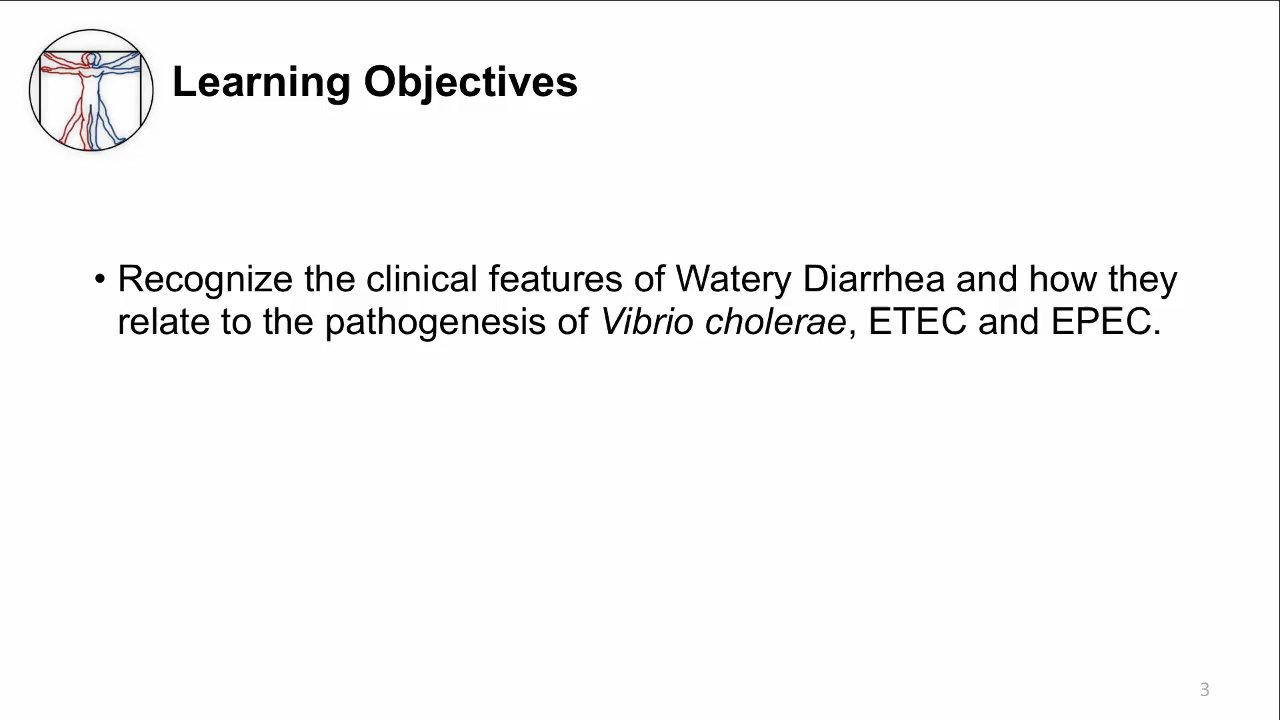 Learning Objectives
• Recognize the clinical features of Watery Diarrhea and how they
relate to the pathogenesis of Vibrio cholerae, ETEC and EPEC.
3